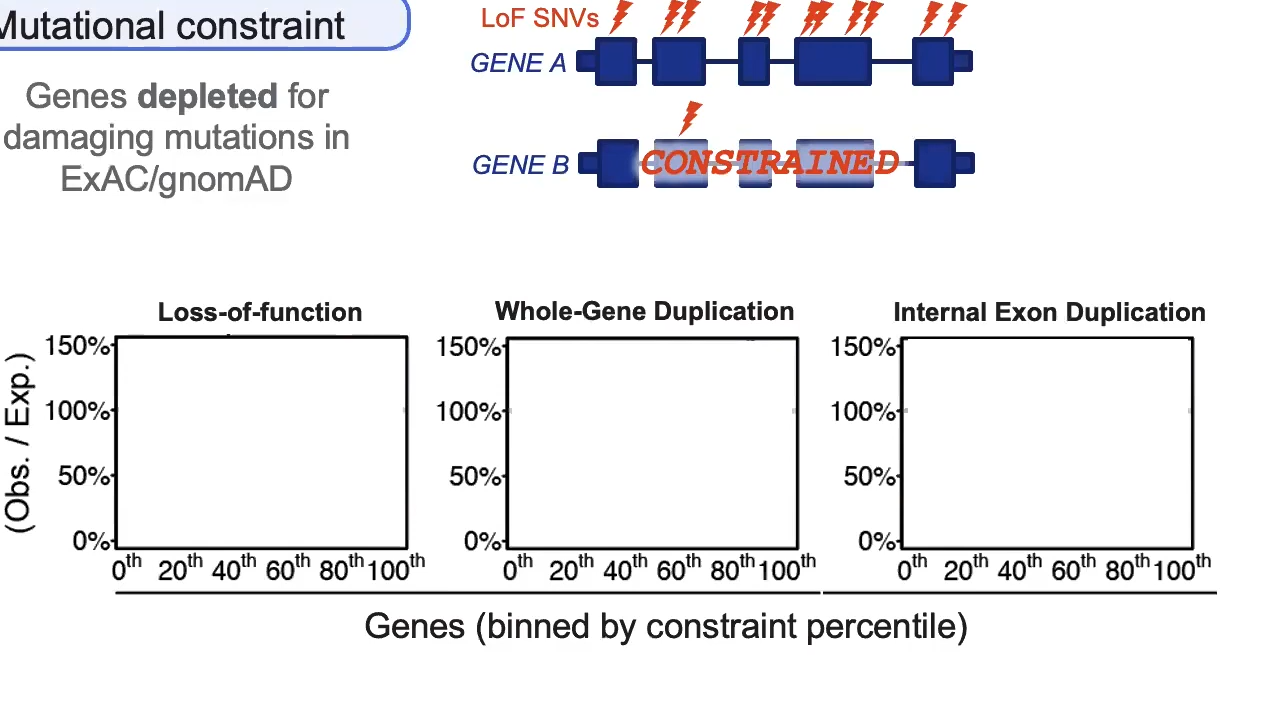 Mutational constraint
Genes depleted for
damaging mutations in
ExAC/gnomAD
LoF SNVs
GENE A
GENE B
CONSTRAINED
Loss-of-function
Whole-Gene Duplication
Internal Exon Duplication
(Obs. / Exp.)
150%
100%
50%
0%
0th 20th 40th 60th 80th 100th
150%
100%
50%
0%
0th 20th 40th 60th 80th 100th
150%
100%
50%
0%
0th 20th 40th 60th 80th 100th
Genes (binned by constraint percentile)